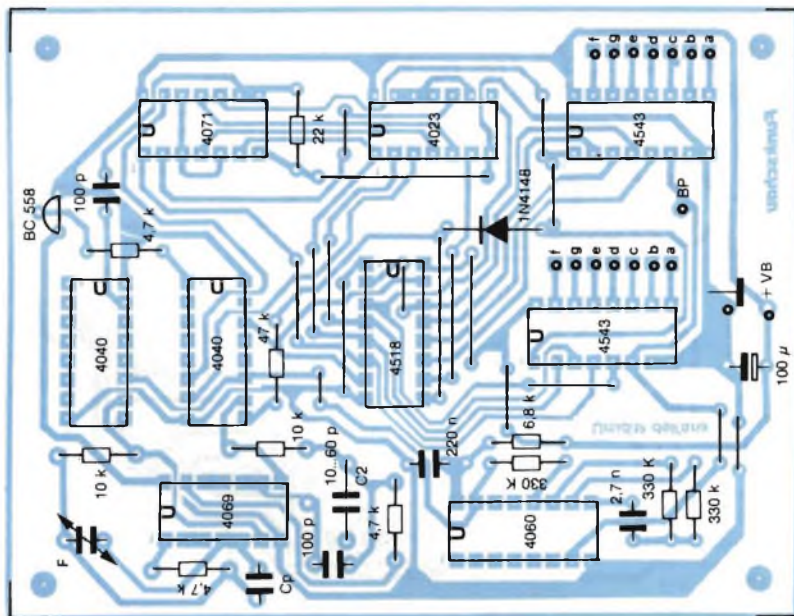 BC 558
100 p
4,7 k
4071
22 k
4023
4543
f
g
e
d
c
b
a
BP
1N4148
4040
4040
47 k
4518
f
g
e
d
c
b
a
4543
+ VB
100 µ
10 k
10 k
10...60 p
C2
220 n
6,8 k
330 K
F
4069
4,7 k
Cp
100 p
4,7 k
4060
2,7 n
330 K
330 k
Funkschau